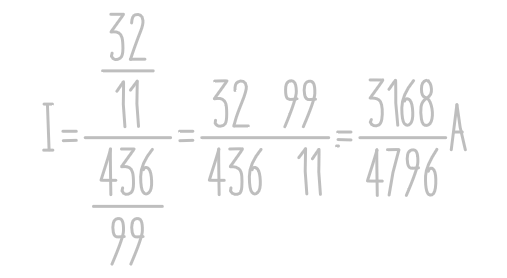 I = (32/11)/(436/99) = (32 99)/(436 11) = 3168/4796 A